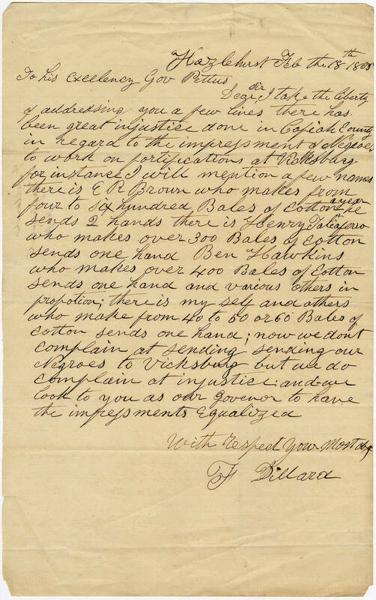 Hazlehurst Feb the 18th 1863
To his Excelency Gov Pettus
Dear Sir I take the liberty
of addressing you a few lines there has
been great injustice done in Copiah County
in regard to the impressment of Negroes
to work on fortifications at Vicksburg
for instance I will mention a few names
there is E R Brown who makes from
four to Six hundred Bales of Cotton a year he
sends 2 hands there is Henry Taliaferro
who makes over 300 Bales of cotton
sends one hand Ben Hawkins
who makes over 400 Bales of Cotton
sends one hand and various others in
propotion; there is my self and others
who make from 40 to 50 or 60 Bales of
cotton sends one hand; now we dont
complain at sending sending our
Negroes to Vicksburg but we do
complain at injustice: and we
look to you as our Govenor to have
the impressments Equalized
With Respect Your Most
F Dillard